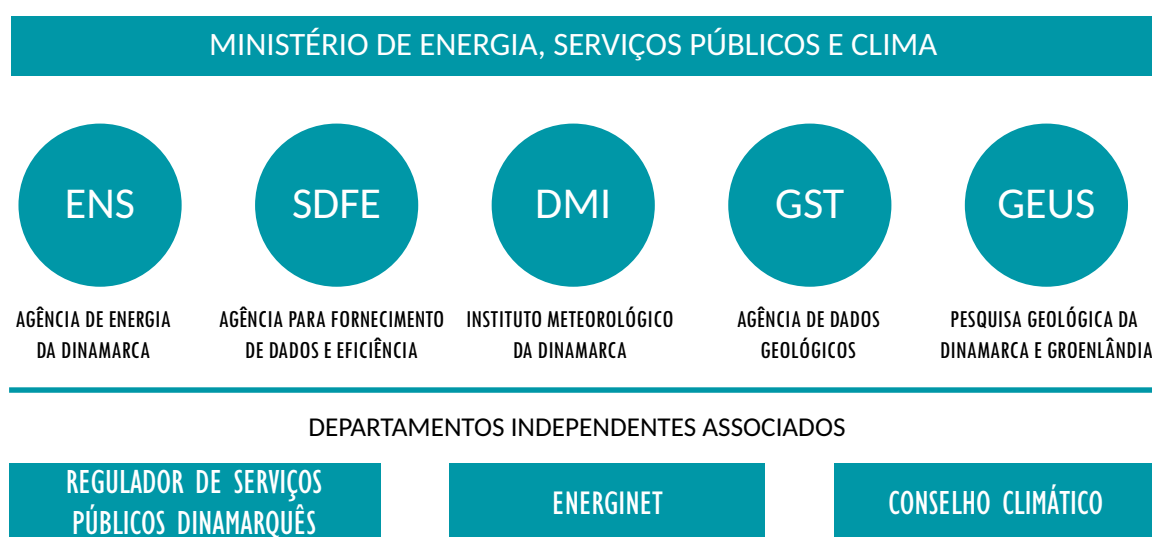 MINISTÉRIO DE ENERGIA, SERVIÇOS PÚBLICOS E CLIMA
ENS
SDFE
DMI
GST
GEUS
AGÊNCIA DE ENERGIA
DA DINAMARCA
AGÊNCIA PARA FORNECIMENTO
DE DADOS E EFICIÊNCIA
INSTITUTO METEOROLÓGICO
DA DINAMARCA
AGÊNCIA DE DADOS
GEOLÓGICOS
PESQUISA GEOLÓGICA DA
DINAMARCA E GROENLÂNDIA
DEPARTAMENTOS INDEPENDENTES ASSOCIADOS
REGULADOR DE SERVIÇOS
PÚBLICOS DINAMARQUÊS
ENERGINET
CONSELHO CLIMÁTICO